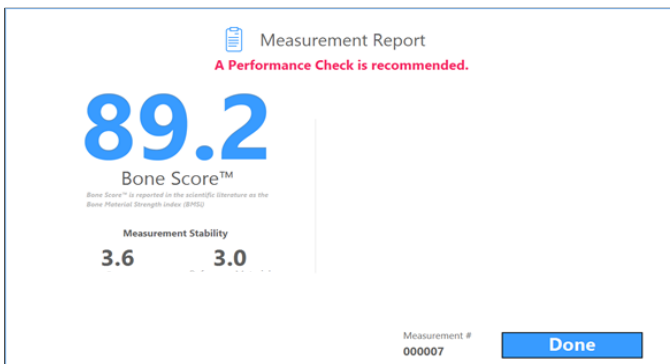 Measurement Report
A Performance Check is recommended.
89.2
Bone Score™
Bone Score™ is reported in the scientific literature as the
Bone Material Strength Index (BMSi)
Measurement Stability
3.6 3.0
Measurement #
000007
Done